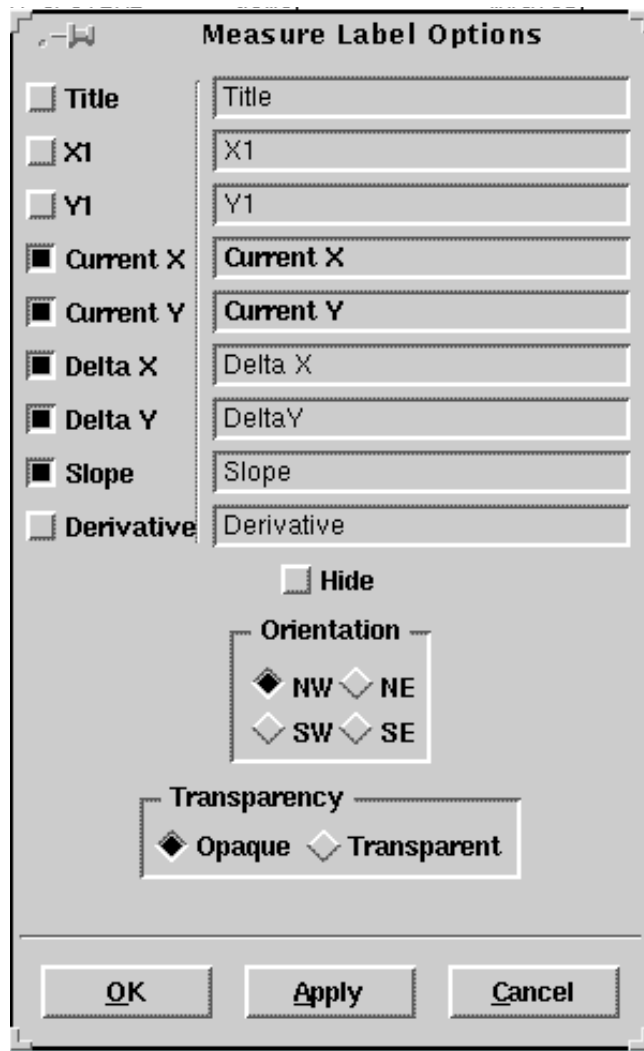 Measure Label Options
Title Title
X1 X1
Y1 Y1
Current X Current X
Current Y Current Y
Delta X Delta X
Delta Y DeltaY
Slope Slope
Derivative Derivative
Hide
Orientation
NW NE
SW SE
Transparency
Opaque Transparent
OK Apply Cancel